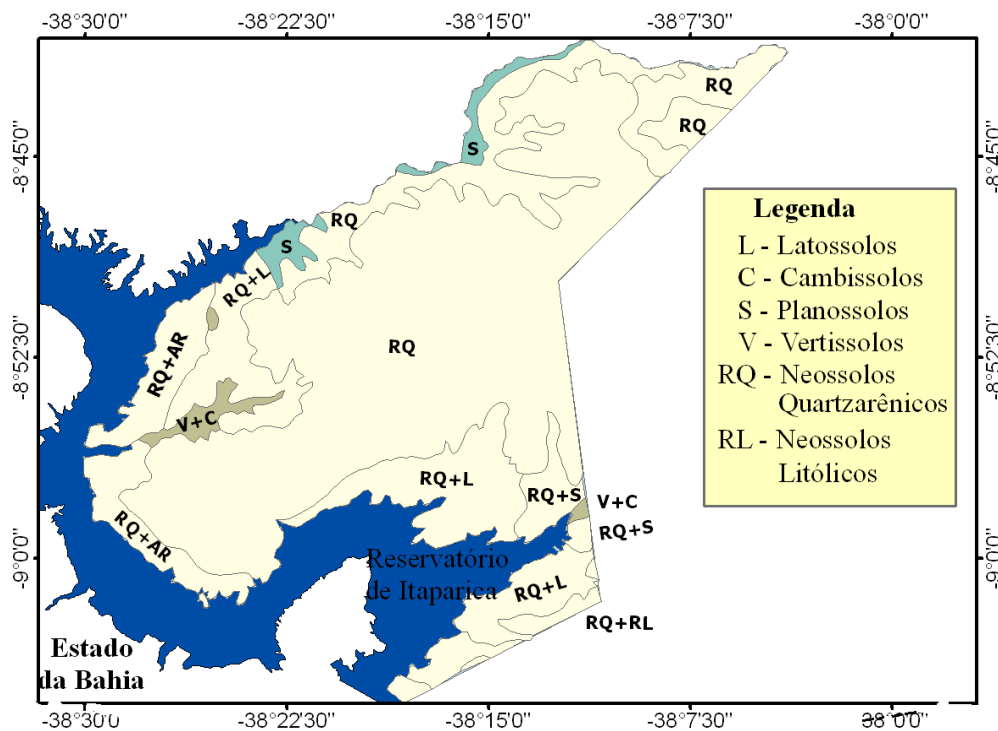 -38°30'0"
-38°22'30"
-38°15'0"
-38°7'30"
-38°0'0"
RQ
RQ
S
-8°45'0"
-8°45'0"
RQ
S
RQ+L
Legenda
L - Latossolos
C - Cambissolos
S - Planossolos
V - Vertissolos
RQ - Neossolos
Quartzarênicos
RL - Neossolos
Litólicos
RQ+AR
RQ
-8°52'30"
-8°52'30"
V+C
RQ+L
RQ+S
V+C
RQ+S
RQ+AR
-9°0'0"
-9°0'0"
Reservatório
de Itaparica
RQ+L
RQ+RL
Estado
da Bahia
-38°30'0"
-38°22'30"
-38°15'0"
-38°7'30"
-38°0'0"